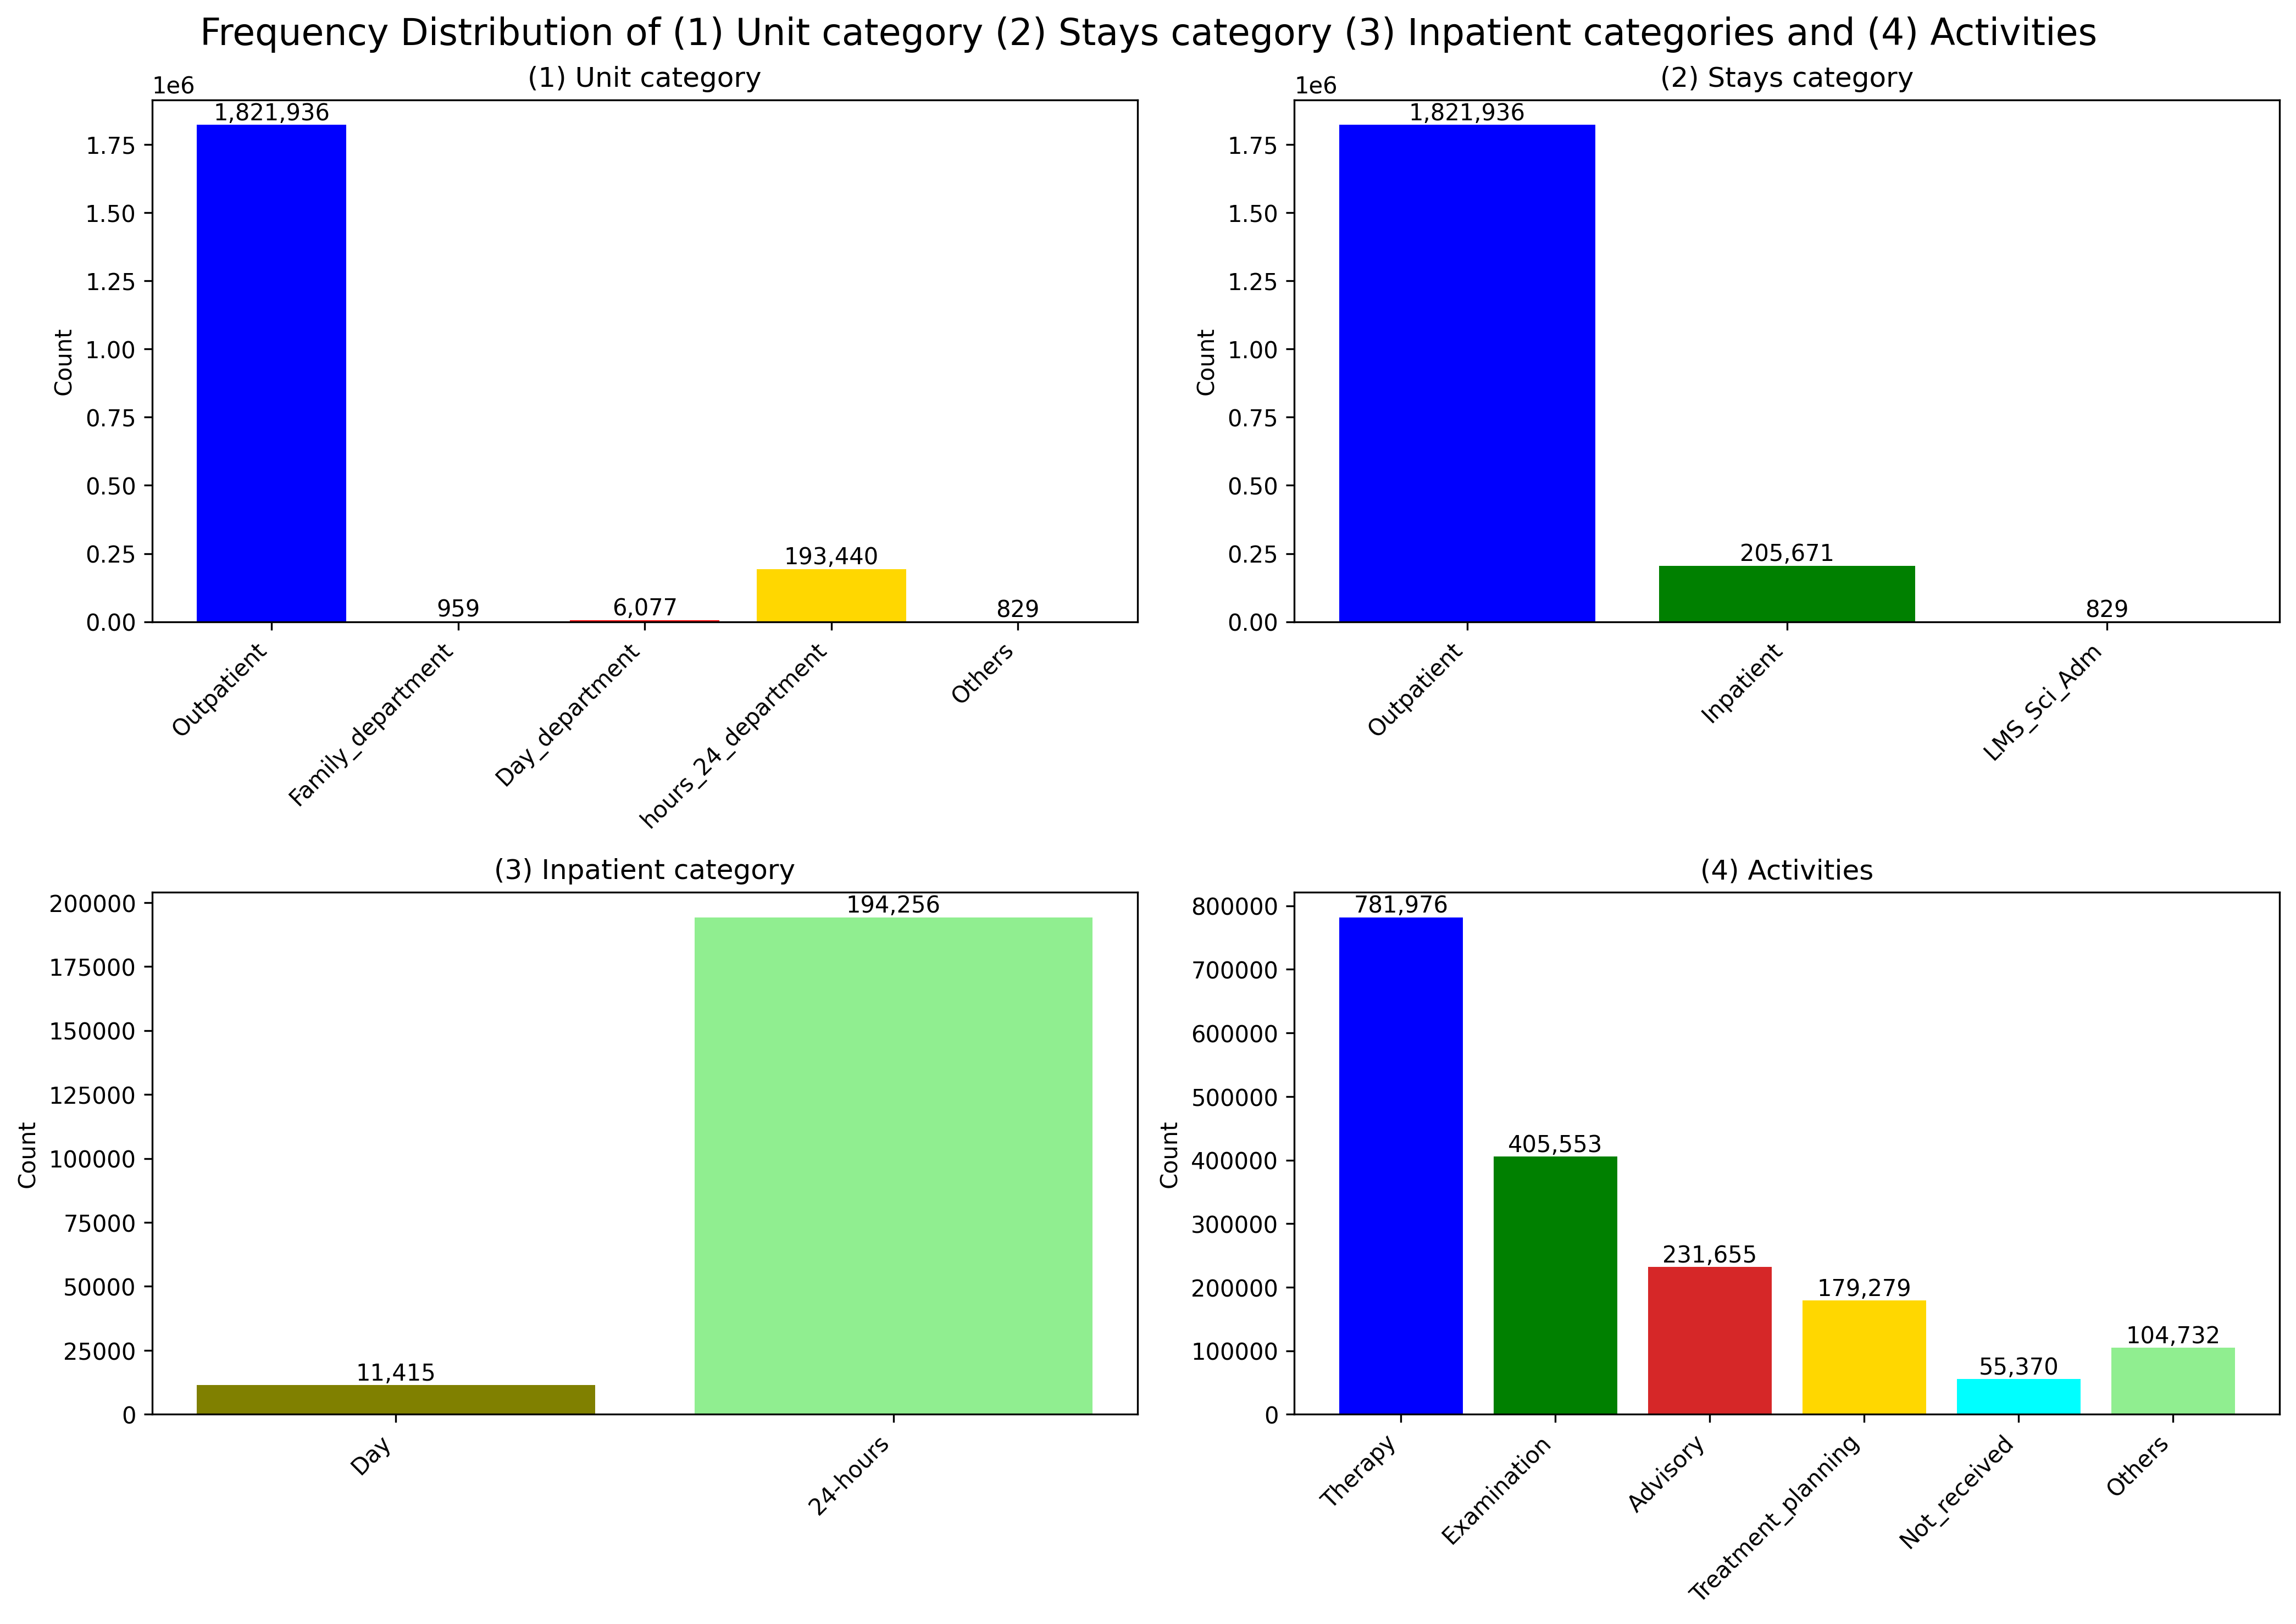 Frequency Distribution of (1) Unit category (2) Stays category (3) Inpatient categories and (4) Activities
(1) Unit category
1e6
Count
1.75
1.50
1.25
1.00
0.75
0.50
0.25
0.00
1,821,936
959
6,077
193,440
829
Outpatient
Family_department
Day_department
hours_24_department
Others
(2) Stays category
1e6
Count
1.75
1.50
1.25
1.00
0.75
0.50
0.25
0.00
1,821,936
205,671
829
Outpatient
Inpatient
LMS_Sci_Adm
(3) Inpatient category
Count
200000
175000
150000
125000
100000
75000
50000
25000
0
11,415
194,256
Day
24-hours
(4) Activities
Count
800000
700000
600000
500000
400000
300000
200000
100000
0
781,976
405,553
231,655
179,279
55,370
104,732
Therapy
Examination
Advisory
Treatment_planning
Not_received
Others